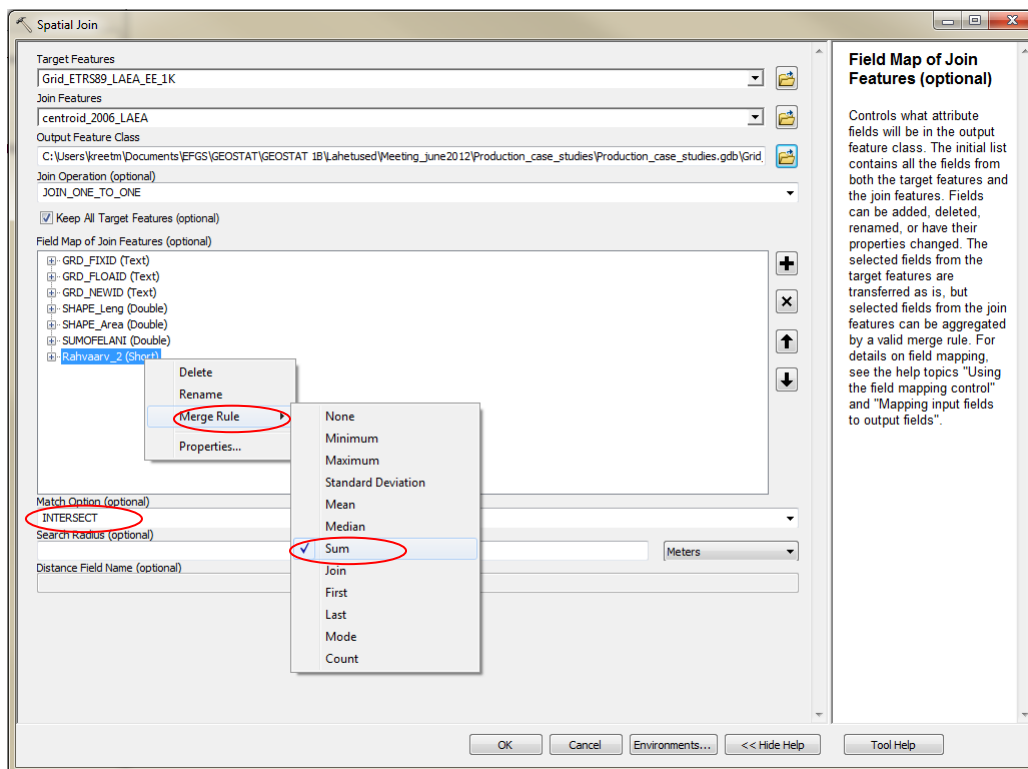 Spatial Join
Target Features
Grid_ETRS89_LAEA_EE_1K
Join Features
centroid_2006_LAEA
Output Feature Class
C:\Users\kreetm\Documents\EFGS\GEOSTAT\GEOSTAT 1B\Lahetused\Meeting_june2012\Production_case_studies\Production_case_studies.gdb\Grid_
Join Operation (optional)
JOIN_ONE_TO_ONE
Keep All Target Features (optional)
Field Map of Join Features (optional)
GRD_FIXID (Text)
GRD_FLOAID (Text)
GRD_NEWID (Text)
SHAPE_Leng (Double)
SHAPE_Area (Double)
SUMOFELANI (Double)
Rahvaarv_2 (Short)
Delete
Rename
Merge Rule
Properties...
None
Minimum
Maximum
Standard Deviation
Mean
Median
Sum
Join
First
Last
Mode
Count
Match Option (optional)
INTERSECT
Search Radius (optional)
Meters
Distance Field Name (optional)
OK
Cancel
Environments...
<< Hide Help
Tool Help
Field Map of Join
Features (optional)
Controls what attribute
fields will be in the output
feature class. The initial list
contains all the fields from
both the target features and
the join features. Fields
can be added, deleted,
renamed, or have their
properties changed. The
selected fields from the
target features are
transferred as is, but
selected fields from the join
features can be aggregated
by a valid merge rule. For
details on field mapping,
see the help topics "Using
the field mapping control"
and "Mapping input fields
to output fields".